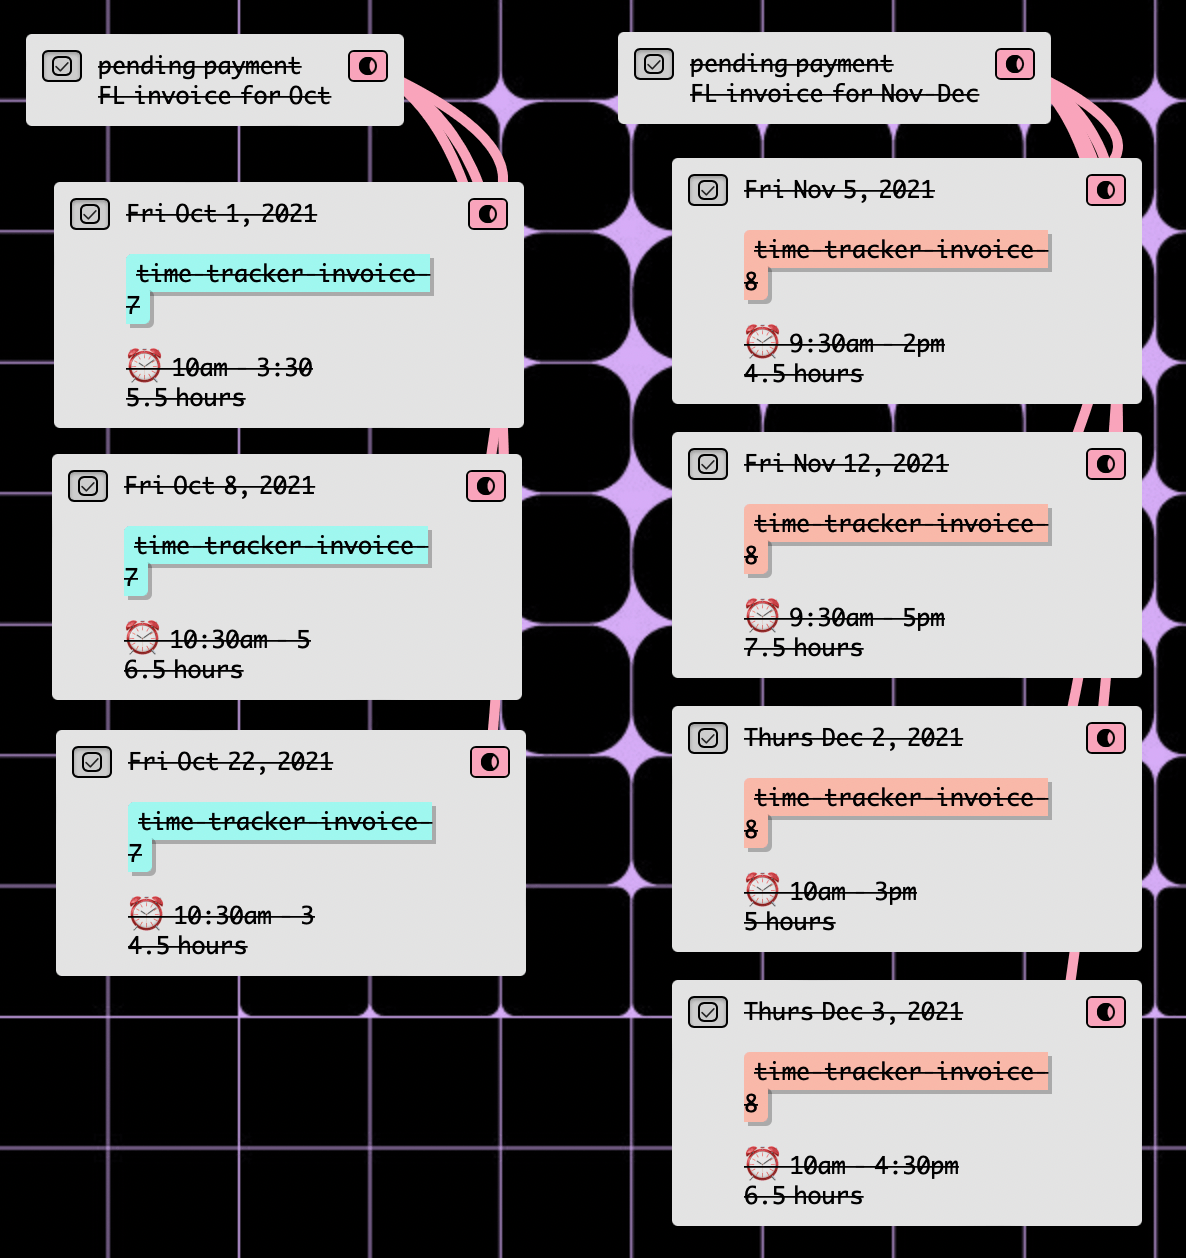 pending payment
FL invoice for Oct
Fri Oct 1, 2021
time tracker invoice
7
⏰ 10am - 3:30
5.5 hours
Fri Oct 8, 2021
time tracker invoice
7
⏰ 10:30am - 5
6.5 hours
Fri Oct 22, 2021
time tracker invoice
7
⏰ 10:30am - 3
4.5 hours
pending payment
FL invoice for Nov-Dec
Fri Nov 5, 2021
time tracker invoice
8
⏰ 9:30am - 2pm
4.5 hours
Fri Nov 12, 2021
time tracker invoice
8
⏰ 9:30am - 5pm
7.5 hours
Thurs Dec 2, 2021
time tracker invoice
8
⏰ 10am - 3pm
5 hours
Thurs Dec 3, 2021
time tracker invoice
8
⏰ 10am - 4:30pm
6.5 hours